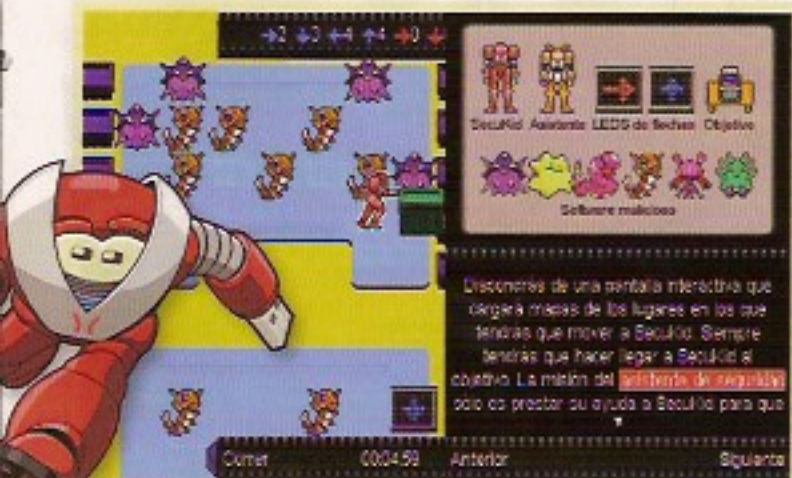 2 3 4 4 0
SecuKid Asistente LEDS de flechas Objetivo
Software malicioso
Dispondrás de una pantalla interactiva que
cargará mapas de los lugares en los que
tendrás que mover a SecuKid. Siempre
tendrás que hacer llegar a SecuKid al
objetivo. La misión del asistente de seguridad
sólo es prestar su ayuda a SecuKid para que
Correr 00:04:59 Anterior Siguiente